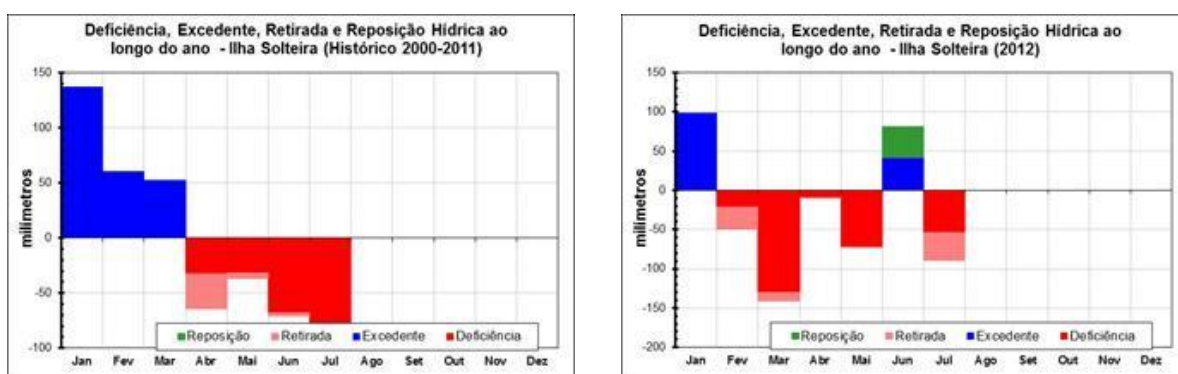 Deficiência, Excedente, Retirada e Reposição Hídrica ao
longo do ano - Ilha Solteira (Histórico 2000-2011)
milímetros
150
100
50
0
-50
-100
Reposição Retirada Excedente Deficiência
Jan Fev Mar Abr Mai Jun Jul Ago Set Out Nov Dez
Deficiência, Excedente, Retirada e Reposição Hídrica ao
longo do ano - Ilha Solteira (2012)
milímetros
150
100
50
0
-50
-100
-150
-200
Reposição Retirada Excedente Deficiência
Jan Fev Mar Abr Mai Jun Jul Ago Set Out Nov Dez